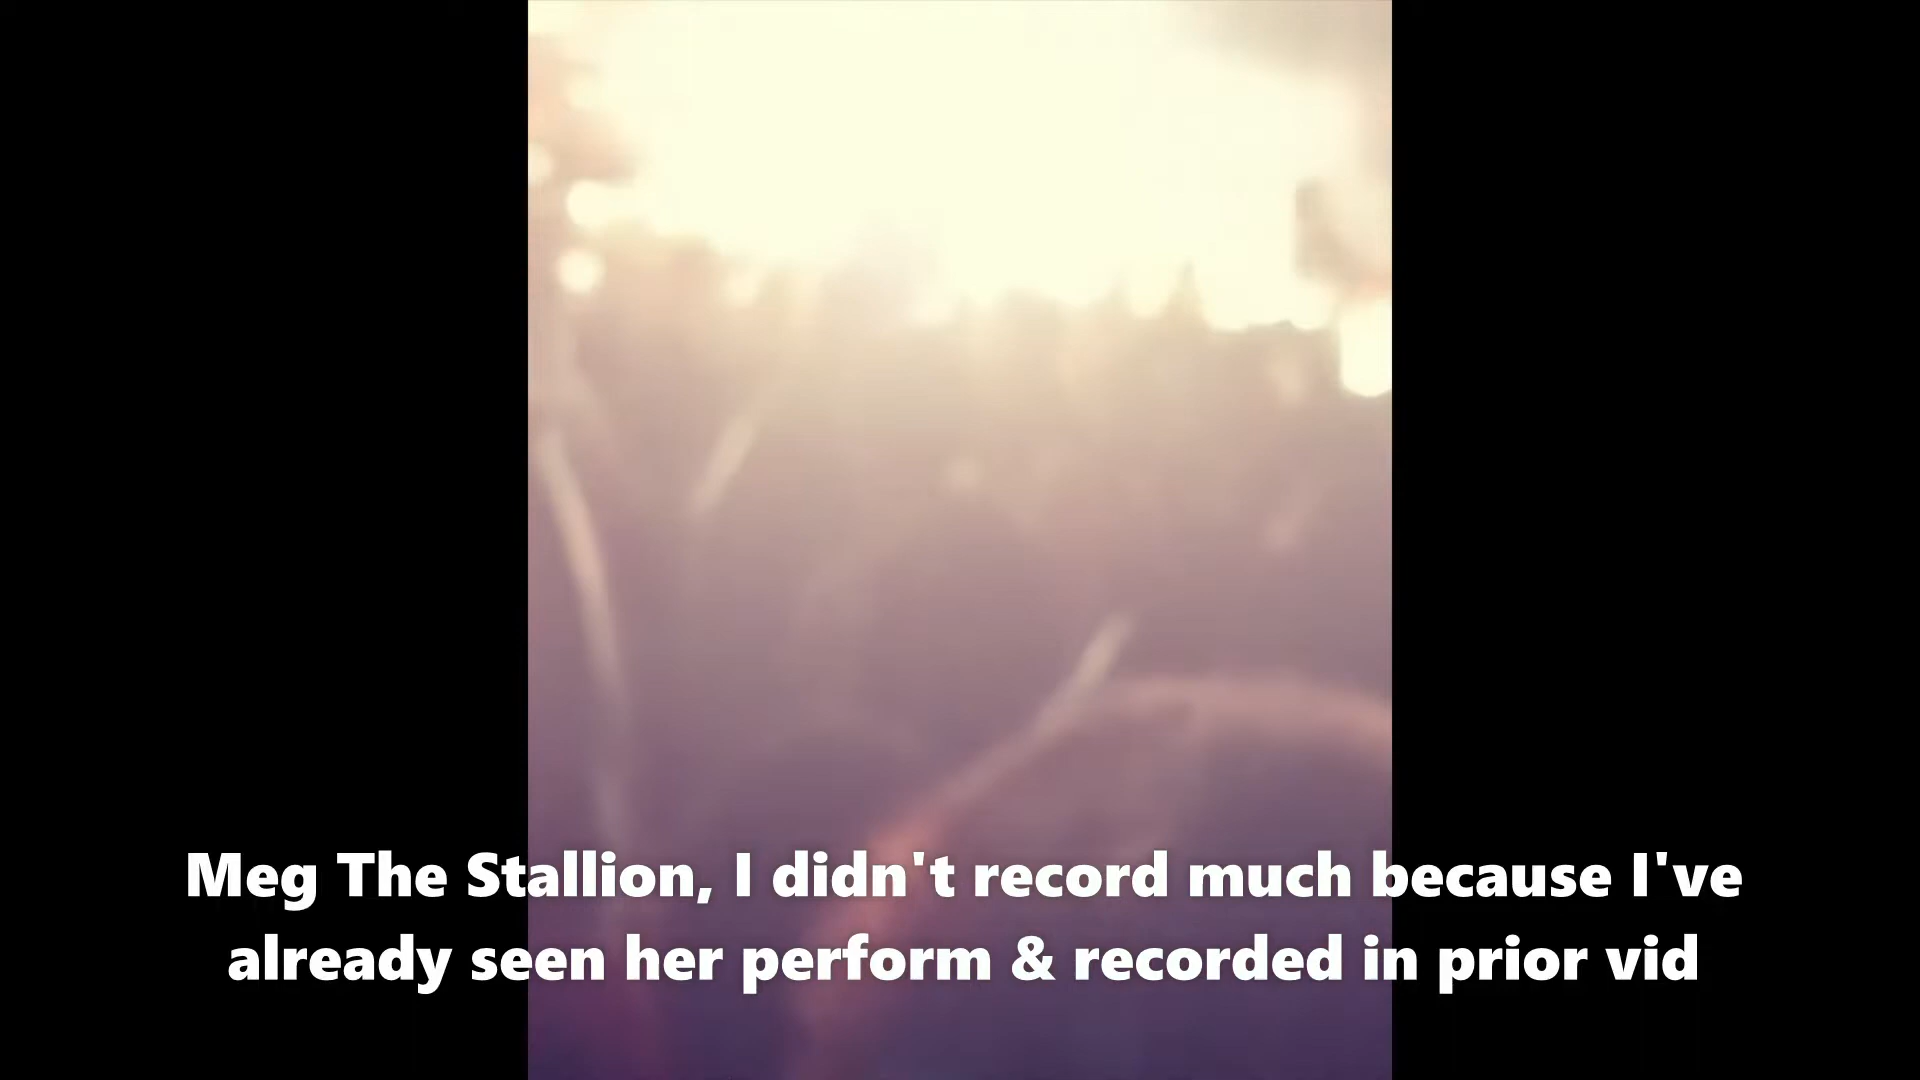 Meg The Stallion, I didn't record much because I've
already seen her perform & recorded in prior vid